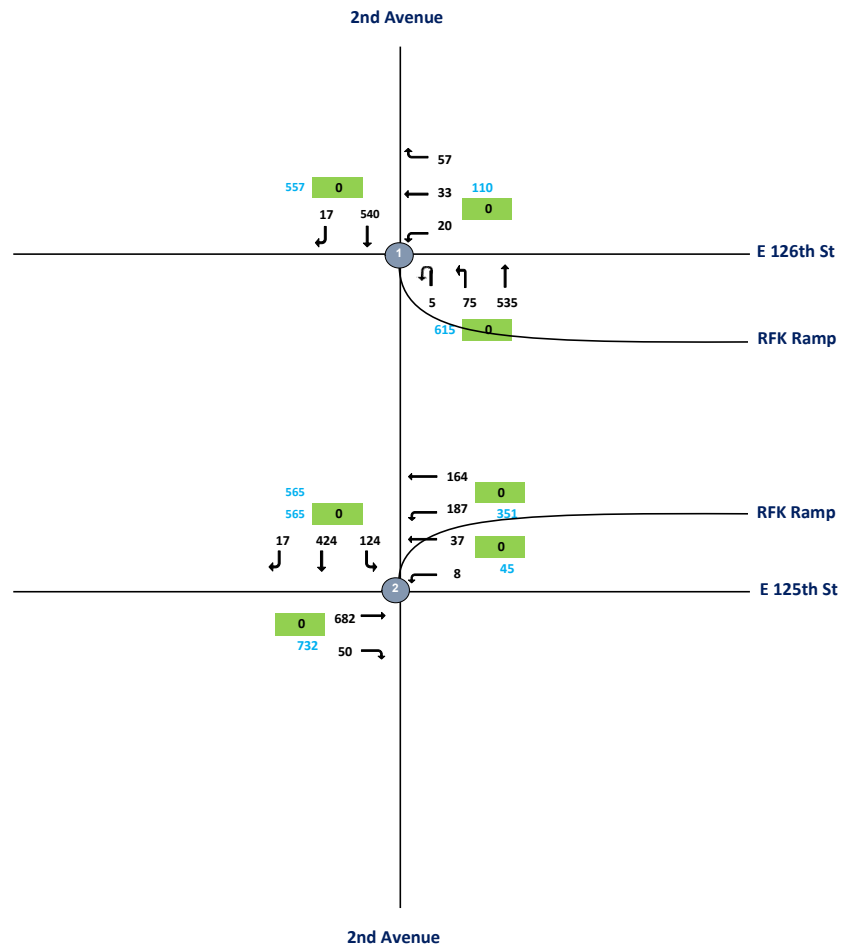 2nd Avenue
57
557 0 33 110
0
17 540 20
1 E 126th St
5 75 535
615 0 RFK Ramp
164
565 0
565 0 187 351 RFK Ramp
17 424 124 37 0
45
8
2 E 125th St
0 682
732 50
2nd Avenue